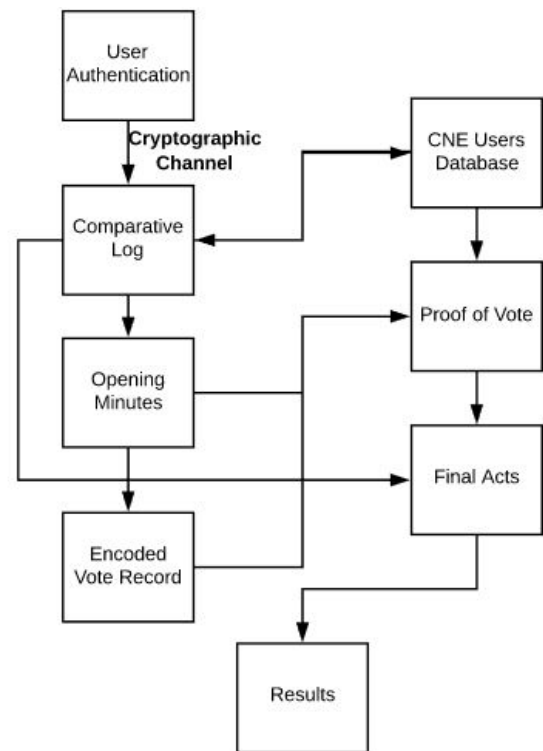 User
Authentication
Cryptographic
Channel
CNE Users
Database
Comparative
Log
Proof of Vote
Opening
Minutes
Final Acts
Encoded
Vote Record
Results